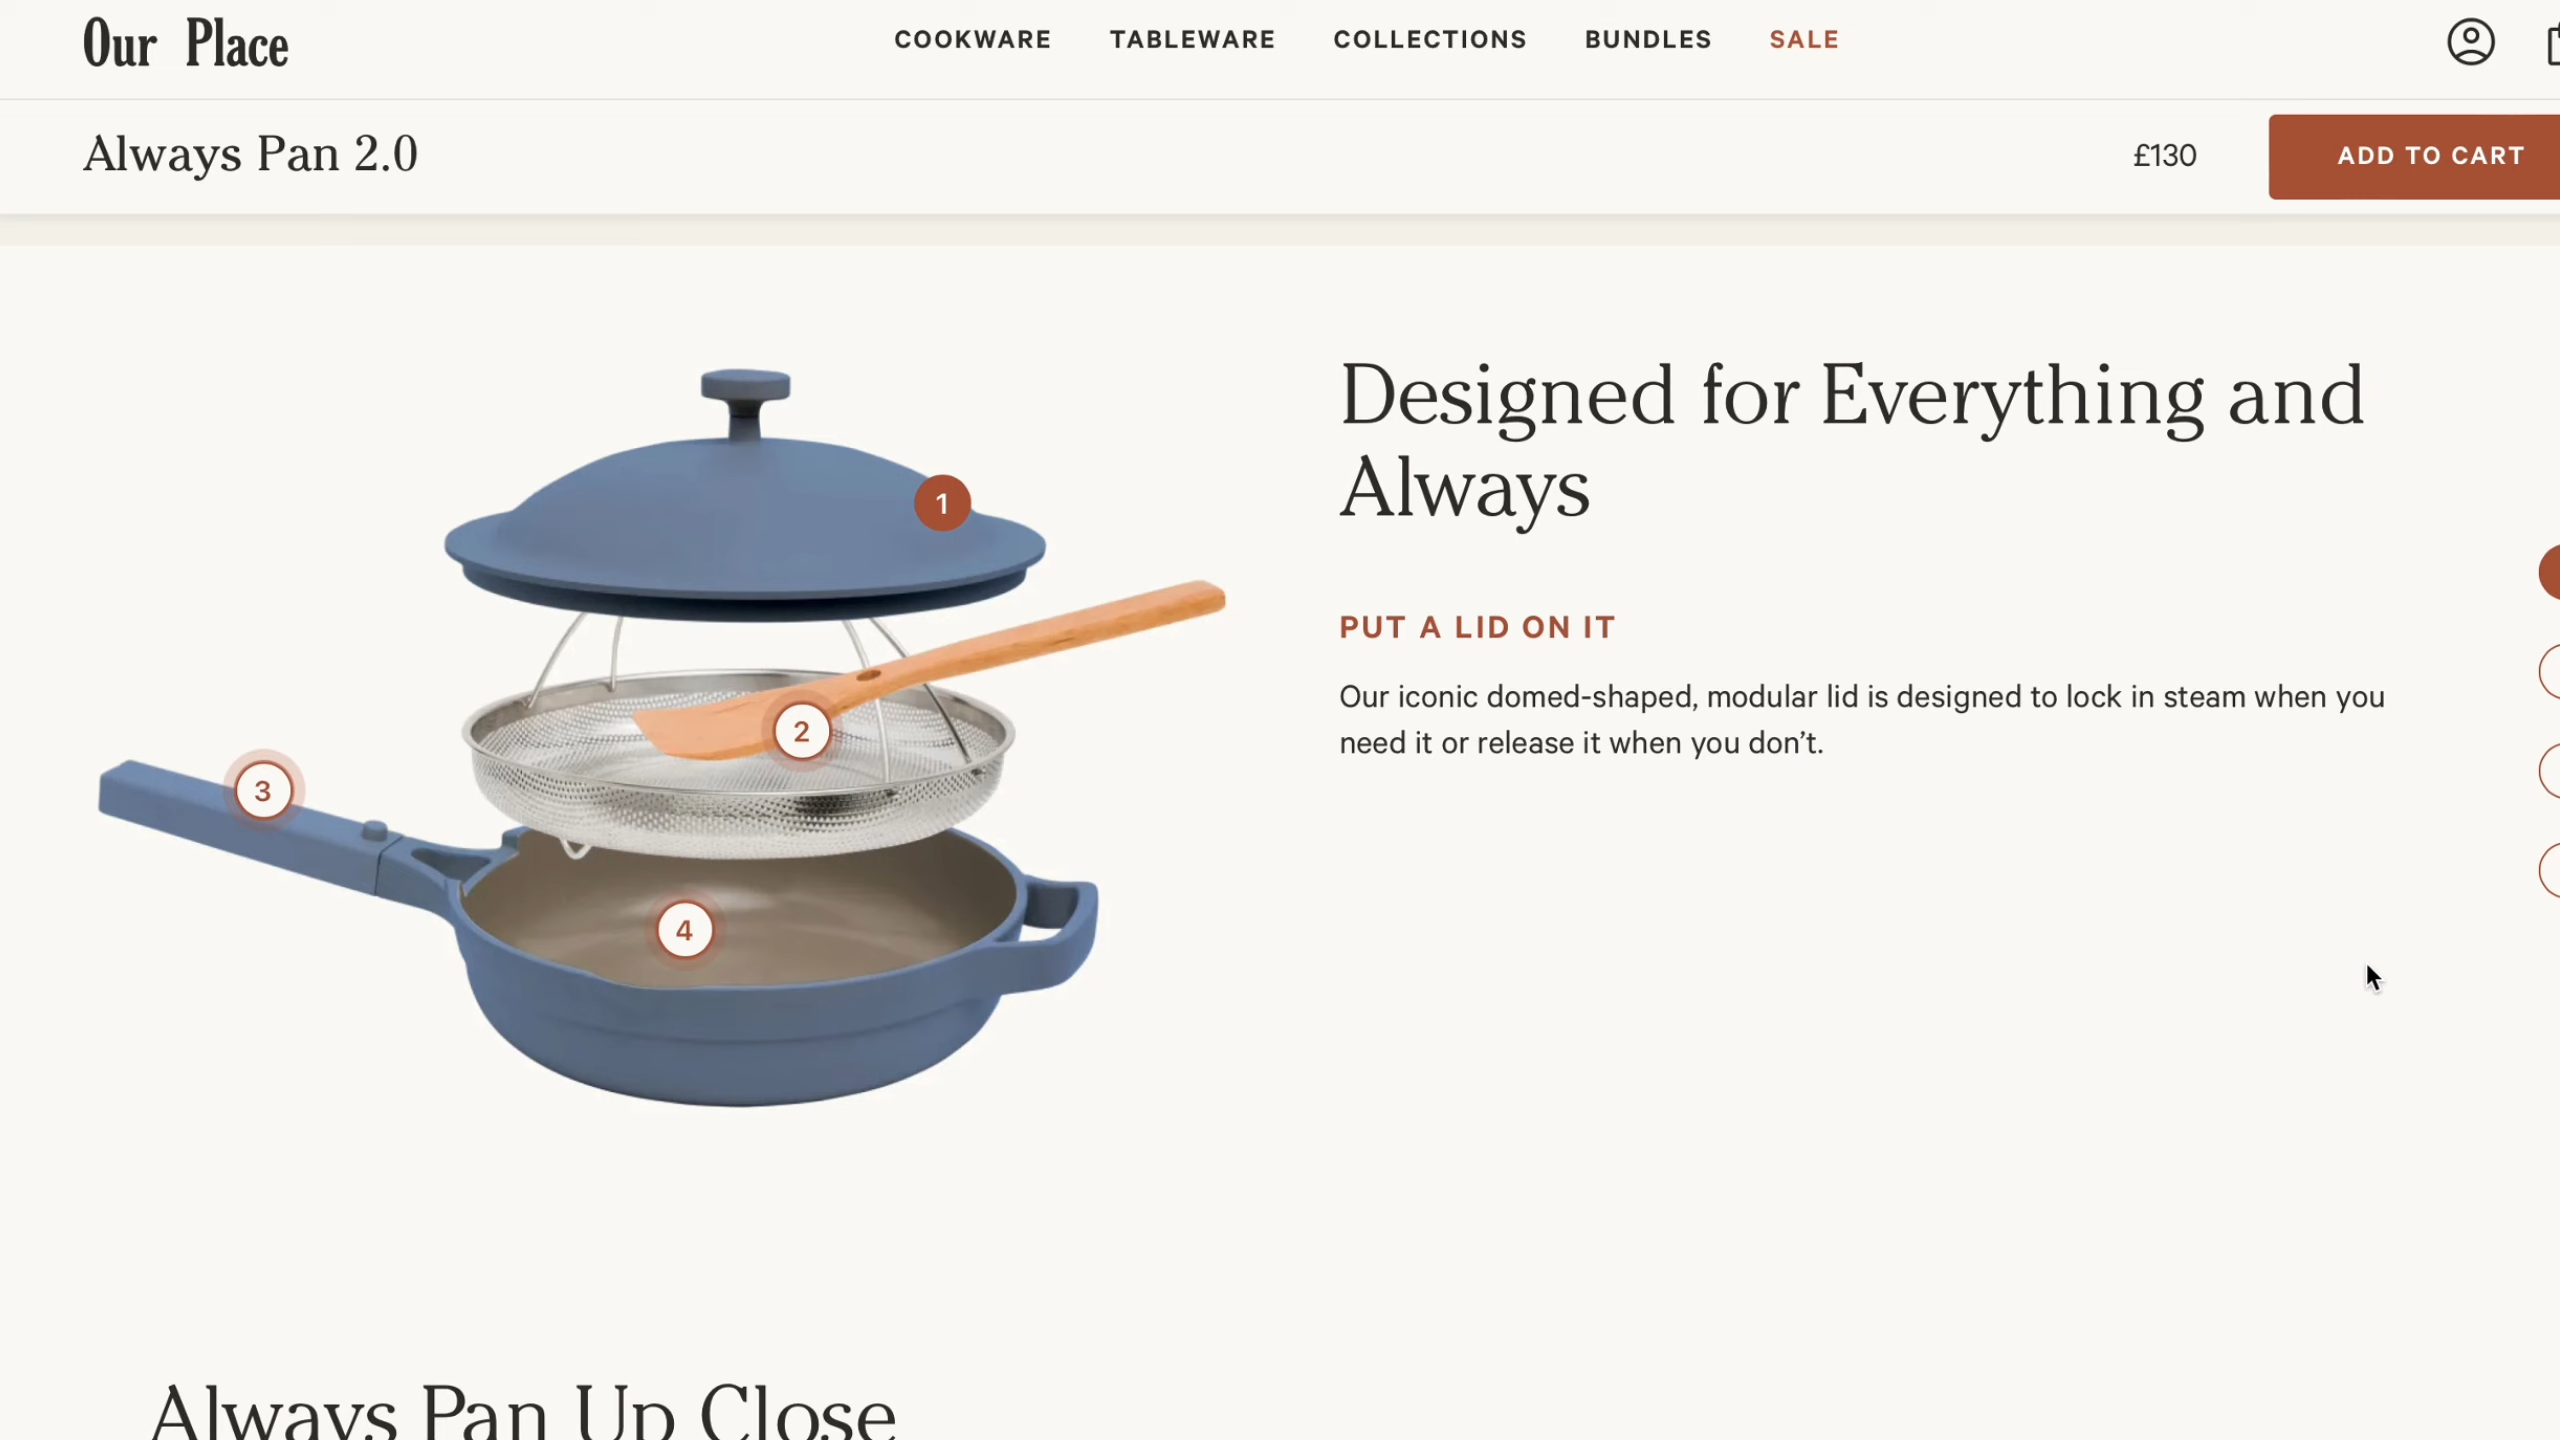 Our Place
COOKWARE
TABLEWARE
COLLECTIONS
BUNDLES
SALE
Always Pan 2.0
£130
ADD TO CART
Designed for Everything and
Always
1
PUT A LID ON IT
2
Our iconic domed-shaped, modular lid is designed to lock in steam when you
need it or release it when you don’t.
3
4
Always Pan Up Close